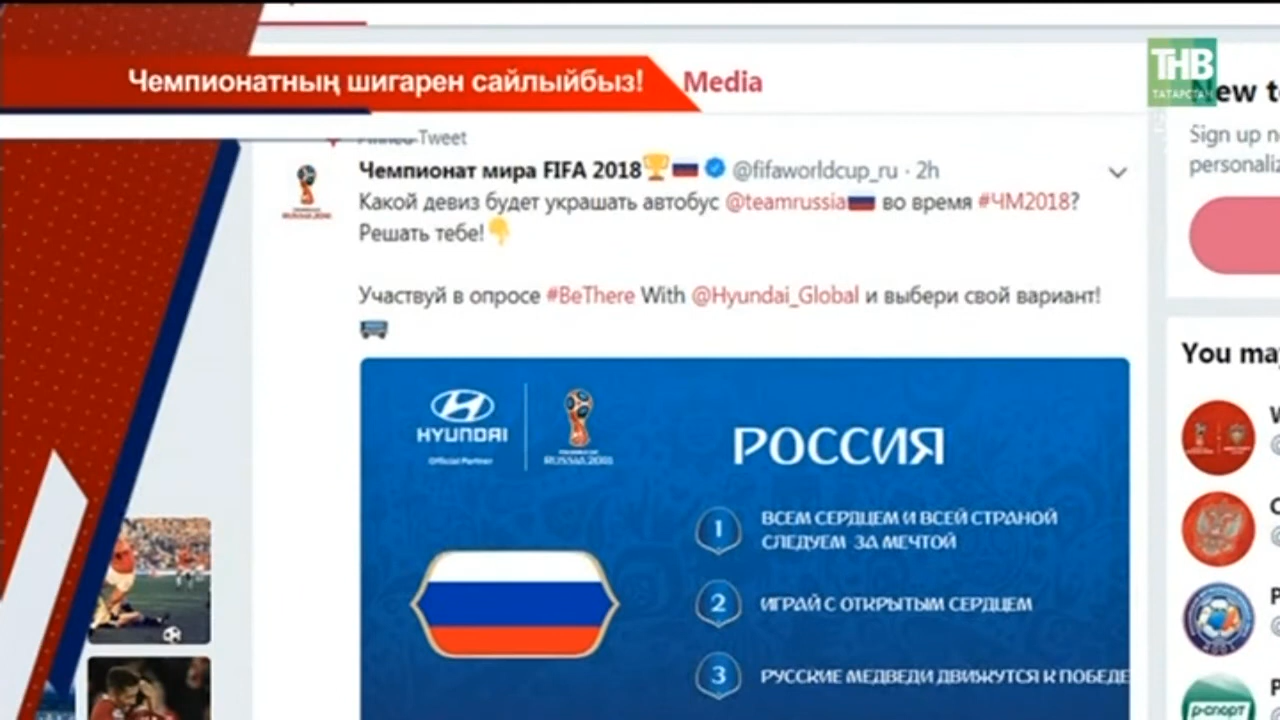 Чемпионатның шигарен сайлыйбыз!
Media
ТНВ
ТАТАРСТАН
New t
Sign up n
personaliz
Tweet
Чемпионат мира FIFA 2018🏆🇷🇺 @fifaworldcup_ru · 2h
Какой девиз будет украшать автобус @teamrussia🇷🇺 во время #ЧМ2018?
Решать тебе!👇
Участвуй в опросе #BeThere With @Hyundai_Global и выбери свой вариант!
🚌
You may
HYUNDAI
Official Partner
RUSSIA 2018
РОССИЯ
1 ВСЕМ СЕРДЦЕМ И ВСЕЙ СТРАНОЙ
СЛЕДУЕМ ЗА МЕЧТОЙ
2 ИГРАЙ С ОТКРЫТЫМ СЕРДЦЕМ
3 РУССКИЕ МЕДВЕДИ ДВИЖУТСЯ К ПОБЕДЕ
Р-СПОРТ